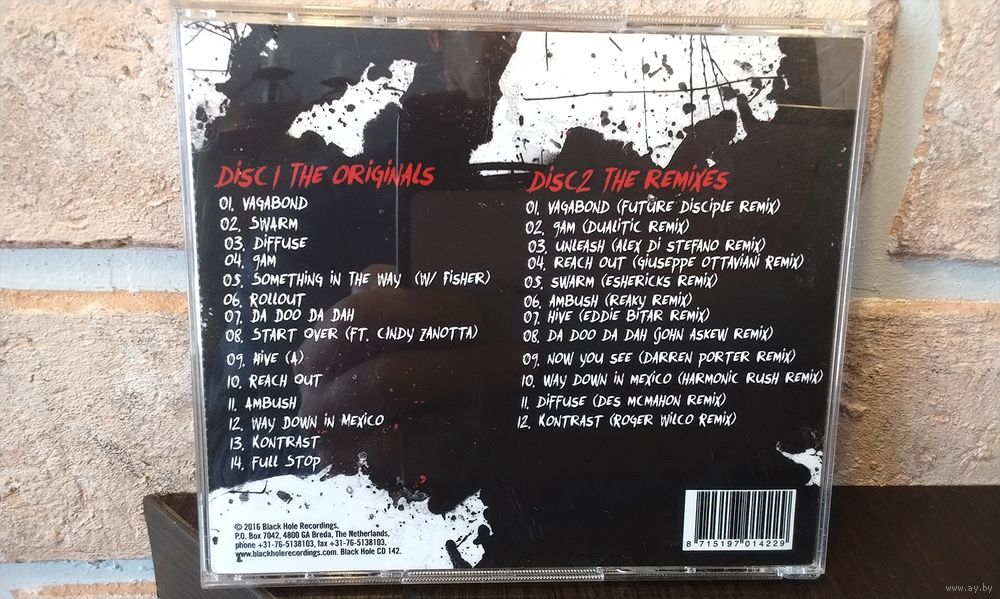 DISC 1 THE ORIGINALS
01. VAGABOND
02. SWARM
03. DIFFUSE
04. 9AM
05. SOMETHING IN THE WAY (W/ FISHER)
06. ROLLOUT
07. DA DOO DA DAH
08. START OVER (FT. CINDY ZANOTTA)
09. HIVE (A)
10. REACH OUT
11. AMBUSH
12. WAY DOWN IN MEXICO
13. KONTRAST
14. FULL STOP
DISC2 THE REMIXES
01. VAGABOND (FUTURE DISCIPLE REMIX)
02. 9AM (DUALITIC REMIX)
03. UNLEASH (ALEX DI STEFANO REMIX)
04. REACH OUT (GIUSEPPE OTTAVIANI REMIX)
05. SWARM (ESHERICKS REMIX)
06. AMBUSH (REAKY REMIX)
07. HIVE (EDDIE BITAR REMIX)
08. DA DOO DA DAH (JOHN ASKEW REMIX)
09. NOW YOU SEE (DARREN PORTER REMIX)
10. WAY DOWN IN MEXICO (HARMONIC RUSH REMIX)
11. DIFFUSE (DES MCMAHON REMIX)
12. KONTRAST (ROGER WILCO REMIX)
© 2016 Black Hole Recordings,
P.O. Box 7042, 4800 GA Breda, The Netherlands,
phone +31-76-5138103, fax +31-76-5138103,
www.blackholerecordings.com. Black Hole CD 142.
8 715197 014229
www.ay.by